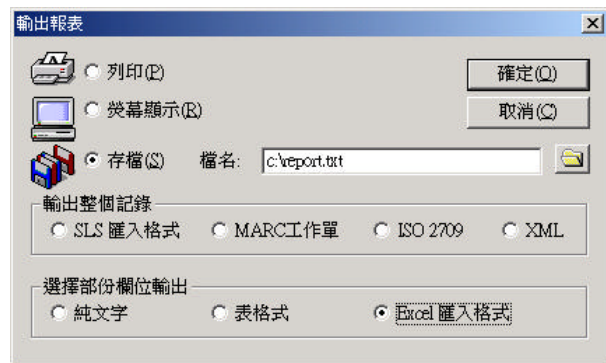 輸出報表
列印(P)
確定(O)
熒幕顯示(R)
取消(C)
存檔(S) 檔名: c:\report.txt
輸出整個記錄
SLS 匯入格式 MARC工作單 ISO 2709 XML
選擇部份欄位輸出
純文字 表格式 Excel 匯入格式